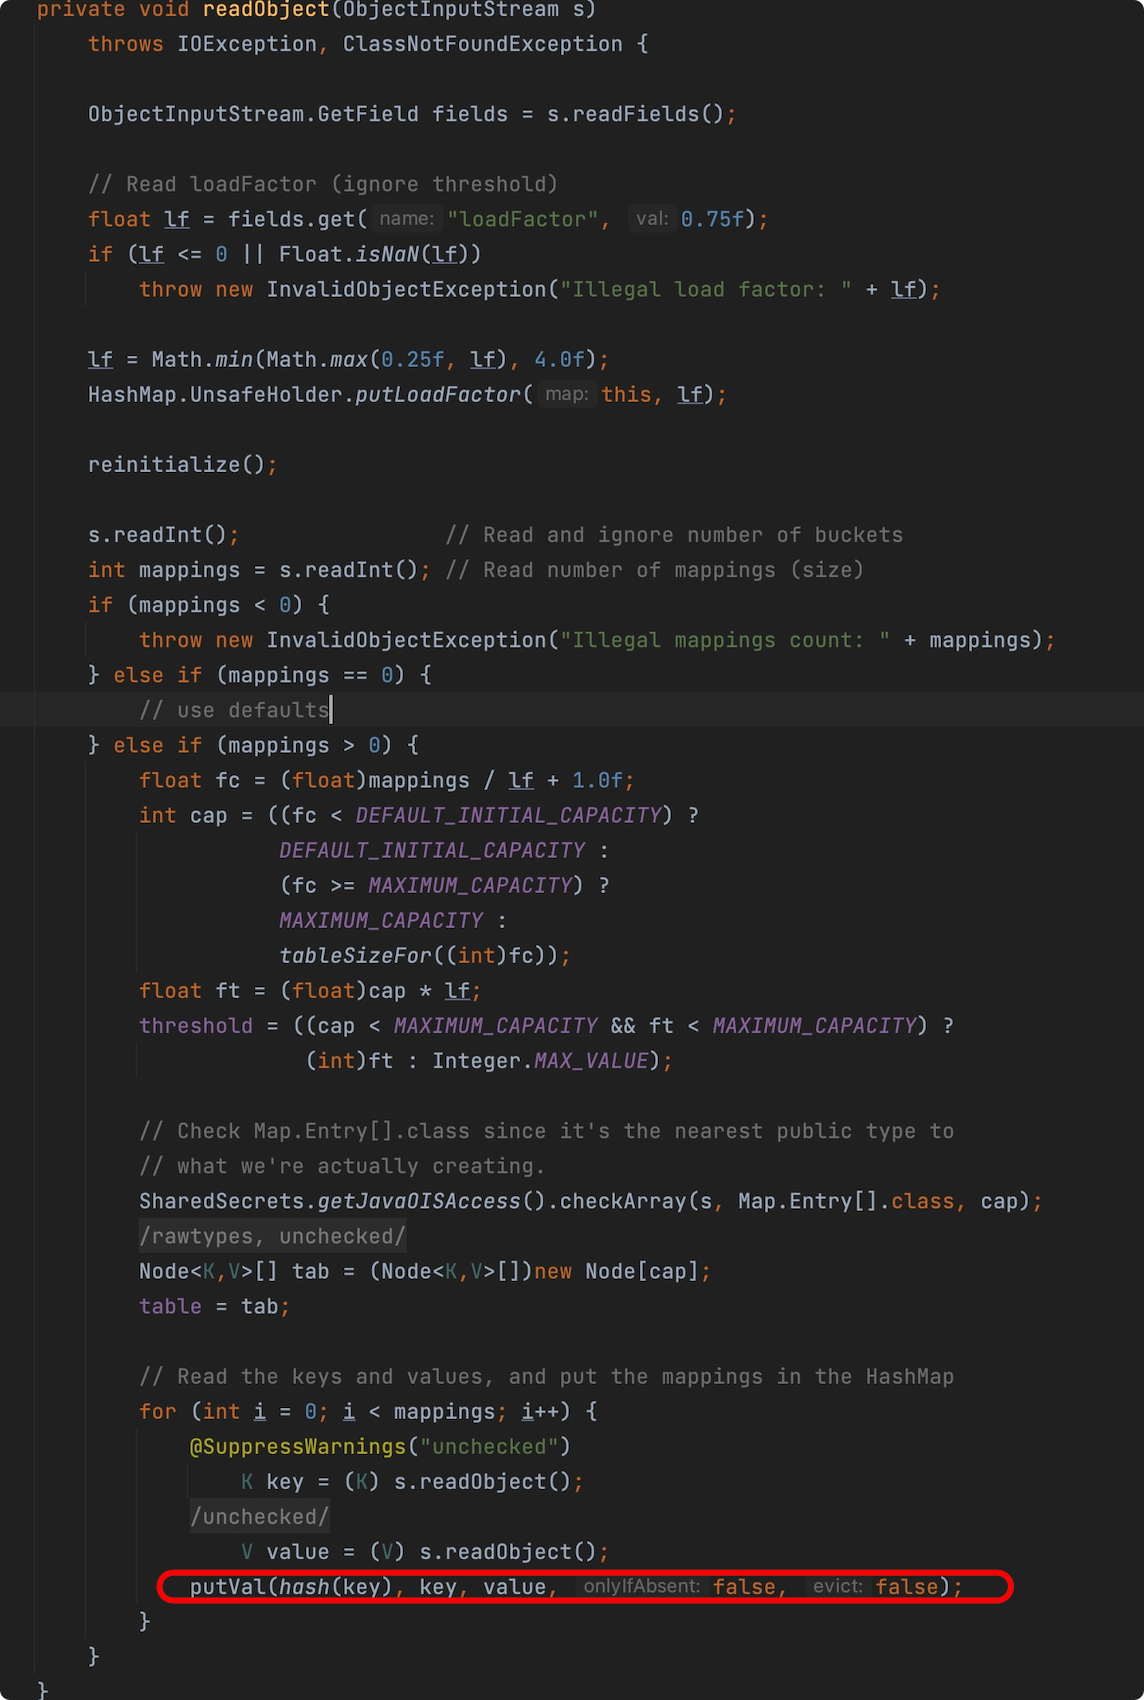 private void readObject(ObjectInputStream s)
throws IOException, ClassNotFoundException {
ObjectInputStream.GetField fields = s.readFields();
// Read loadFactor (ignore threshold)
float lf = fields.get( name: "loadFactor", val: 0.75f);
if (lf <= 0 || Float.isNaN(lf))
throw new InvalidObjectException("Illegal load factor: " + lf);
lf = Math.min(Math.max(0.25f, lf), 4.0f);
HashMap.UnsafeHolder.putLoadFactor( map: this, lf);
reinitialize();
s.readInt(); // Read and ignore number of buckets
int mappings = s.readInt(); // Read number of mappings (size)
if (mappings < 0) {
throw new InvalidObjectException("Illegal mappings count: " + mappings);
} else if (mappings == 0) {
// use defaults
} else if (mappings > 0) {
float fc = (float)mappings / lf + 1.0f;
int cap = ((fc < DEFAULT_INITIAL_CAPACITY) ?
DEFAULT_INITIAL_CAPACITY :
(fc >= MAXIMUM_CAPACITY) ?
MAXIMUM_CAPACITY :
tableSizeFor((int)fc));
float ft = (float)cap * lf;
threshold = ((cap < MAXIMUM_CAPACITY && ft < MAXIMUM_CAPACITY) ?
(int)ft : Integer.MAX_VALUE);
// Check Map.Entry[].class since it's the nearest public type to
// what we're actually creating.
SharedSecrets.getJavaOISAccess().checkArray(s, Map.Entry[].class, cap);
/rawtypes, unchecked/
Node<K,V>[] tab = (Node<K,V>[])new Node[cap];
table = tab;
// Read the keys and values, and put the mappings in the HashMap
for (int i = 0; i < mappings; i++) {
@SuppressWarnings("unchecked")
K key = (K) s.readObject();
/unchecked/
V value = (V) s.readObject();
putVal(hash(key), key, value, onlyIfAbsent: false, evict: false);
}
}
}